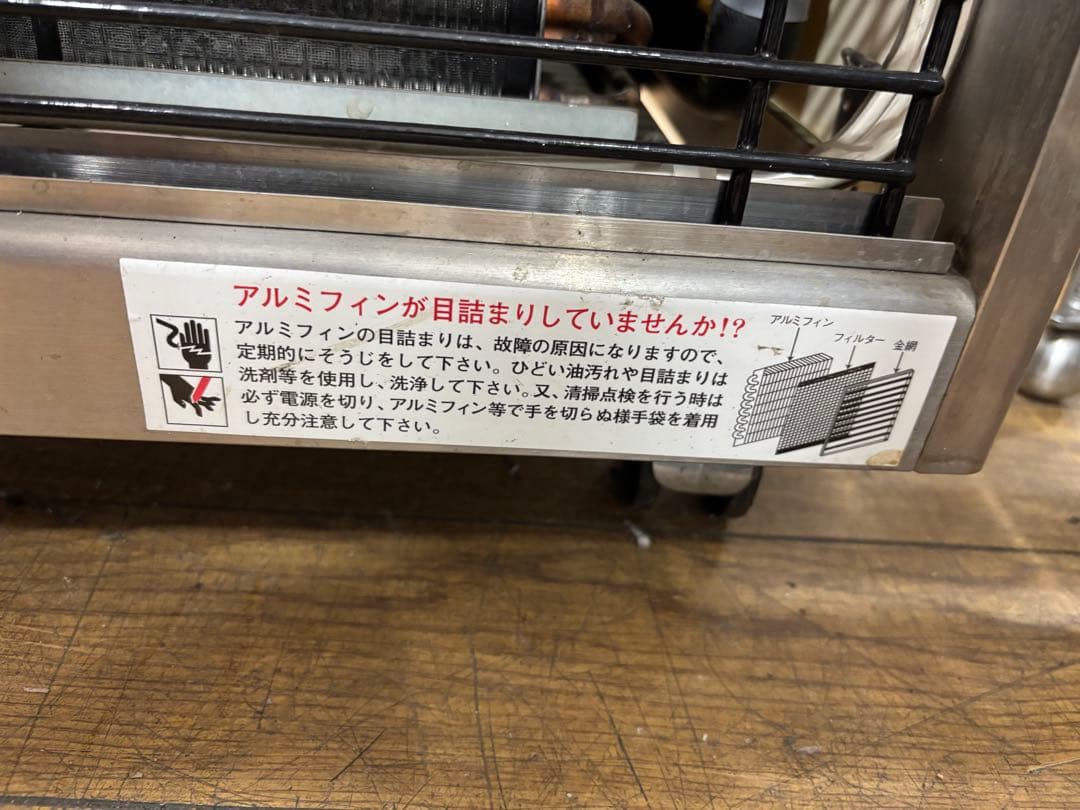 アルミフィンが目詰まりしていませんか!?
アルミフィンの目詰まりは、故障の原因になりますので、
定期的にそうじをして下さい。ひどい油汚れや目詰まりは
洗剤等を使用し、洗浄して下さい。又、清掃点検を行う時は
必ず電源を切り、アルミフィン等で手を切らぬ様手袋を着用
し充分注意して下さい。
アルミフィン
フィルター
金網